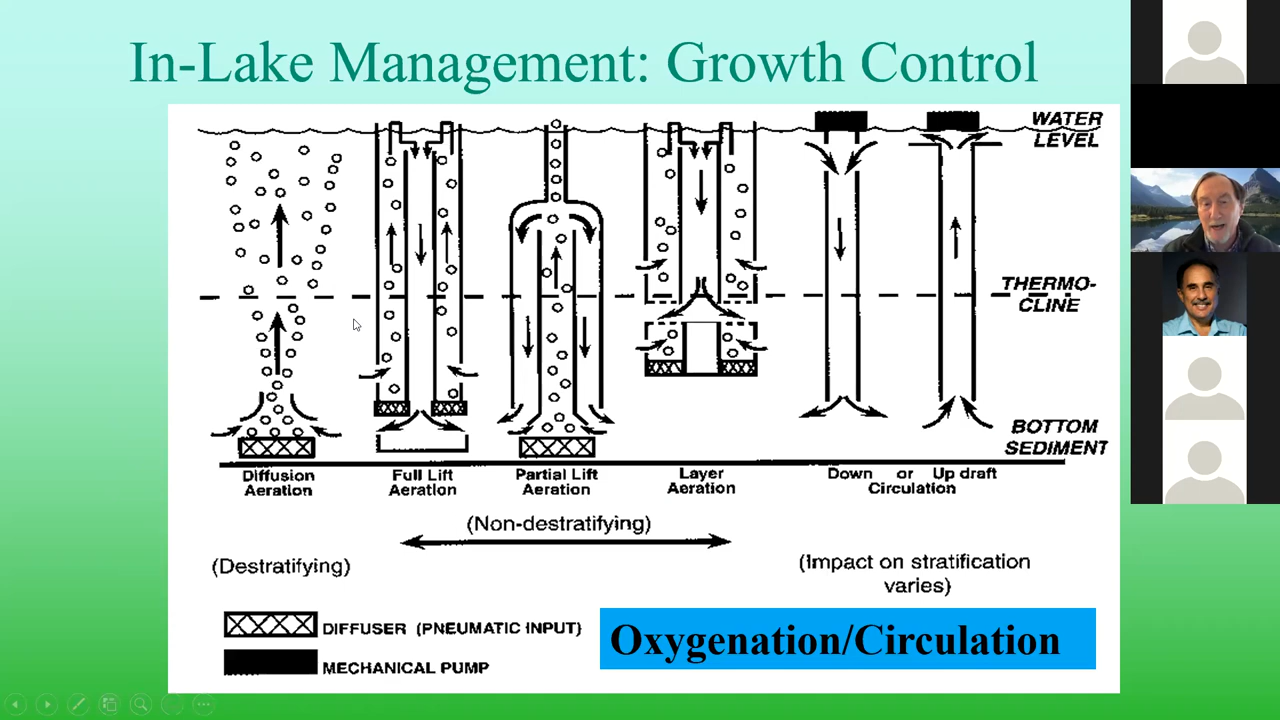 In-Lake Management: Growth Control
WATER
LEVEL
THERMO-
CLINE
BOTTOM
SEDIMENT
Diffusion
Aeration
Full Lift
Aeration
Partial Lift
Aeration
Layer
Aeration
Down or Up draft
Circulation
(Non-destratifying)
(Destratifying)
(Impact on stratification
varies)
DIFFUSER (PNEUMATIC INPUT)
MECHANICAL PUMP
Oxygenation/Circulation